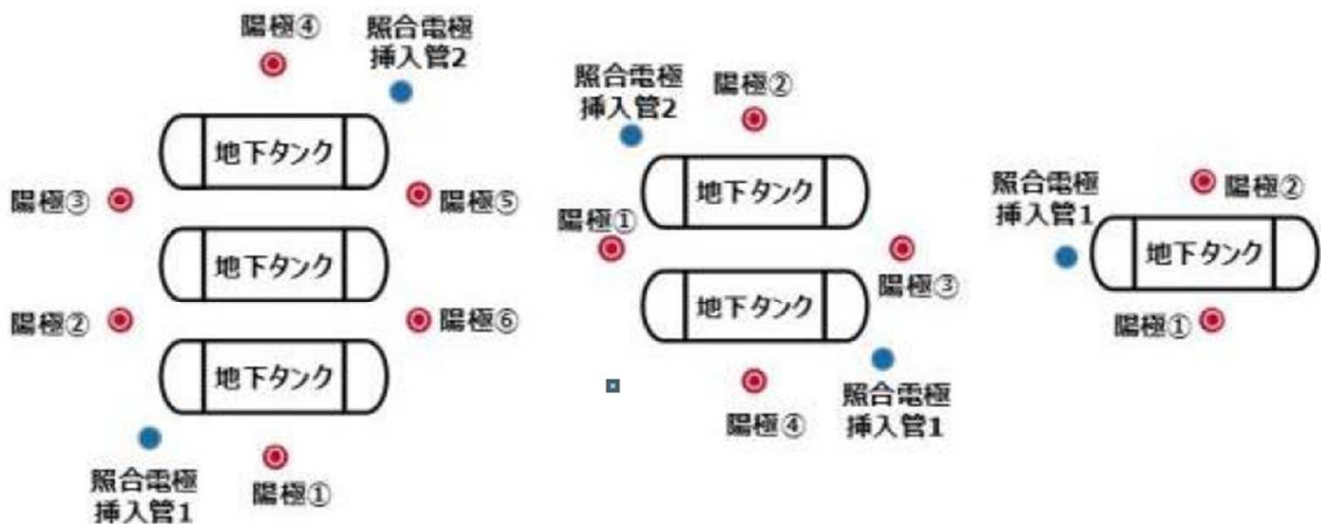 陽極④
照合電極
挿入管2
地下タンク
陽極③
陽極⑤
地下タンク
陽極②
陽極⑥
地下タンク
照合電極
挿入管1
陽極①
照合電極
挿入管2
陽極②
地下タンク
陽極①
陽極③
地下タンク
陽極④
照合電極
挿入管1
照合電極
挿入管1
陽極②
地下タンク
陽極①